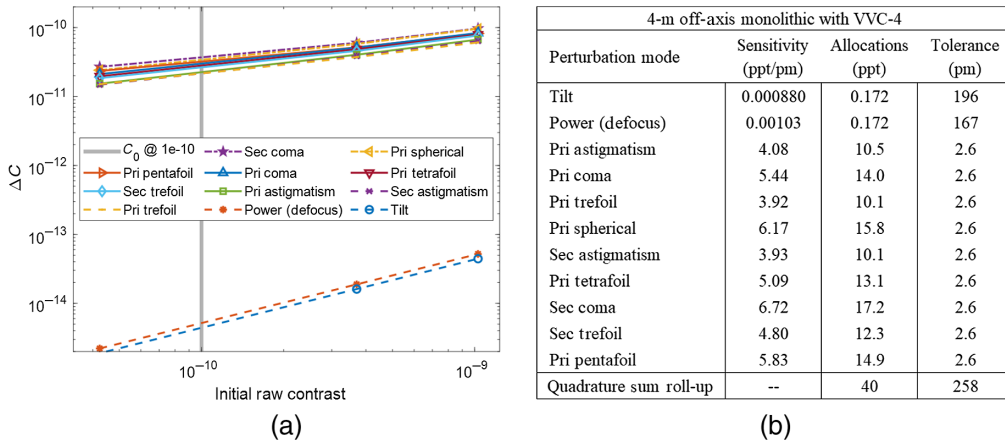 10⁻¹⁰
10⁻¹¹
10⁻¹²
10⁻¹³
10⁻¹⁴
ΔC
C₀ @ 1e-10
Sec coma
Pri spherical
Pri pentafoil
Pri coma
Pri tetrafoil
Sec trefoil
Pri astigmatism
Sec astigmatism
Pri trefoil
Power (defocus)
Tilt
10⁻¹⁰
10⁻⁹
Initial raw contrast
(a)
4-m off-axis monolithic with VVC-4
Perturbation mode Sensitivity (ppt/pm) Allocations (ppt) Tolerance (pm)
Tilt 0.000880 0.172 196
Power (defocus) 0.00103 0.172 167
Pri astigmatism 4.08 10.5 2.6
Pri coma 5.44 14.0 2.6
Pri trefoil 3.92 10.1 2.6
Pri spherical 6.17 15.8 2.6
Sec astigmatism 3.93 10.1 2.6
Pri tetrafoil 5.09 13.1 2.6
Sec coma 6.72 17.2 2.6
Sec trefoil 4.80 12.3 2.6
Pri pentafoil 5.83 14.9 2.6
Quadrature sum roll-up -- 40 258
(b)